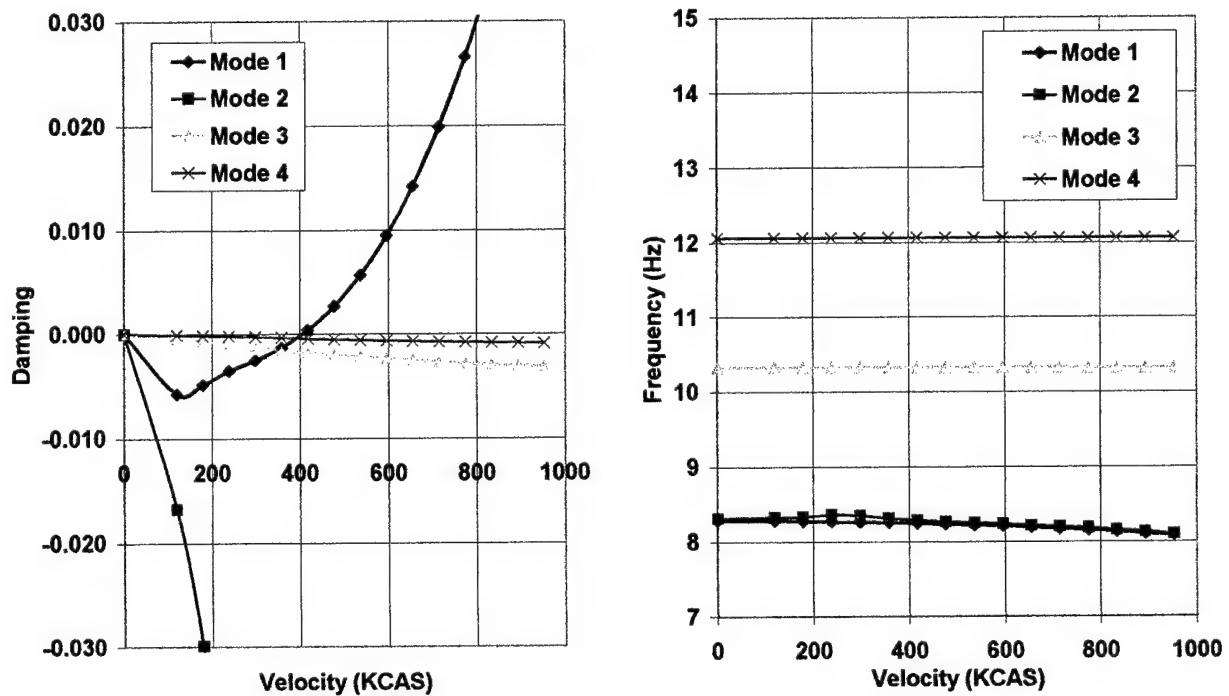 0.030
0.020
0.010
0.000
-0.010
-0.020
-0.030
Damping
Mode 1
Mode 2
Mode 3
Mode 4
0
200
400
600
800
1000
Velocity (KCAS)
15
14
13
12
11
10
9
8
7
Frequency (Hz)
Mode 1
Mode 2
Mode 3
Mode 4
0
200
400
600
800
1000
Velocity (KCAS)